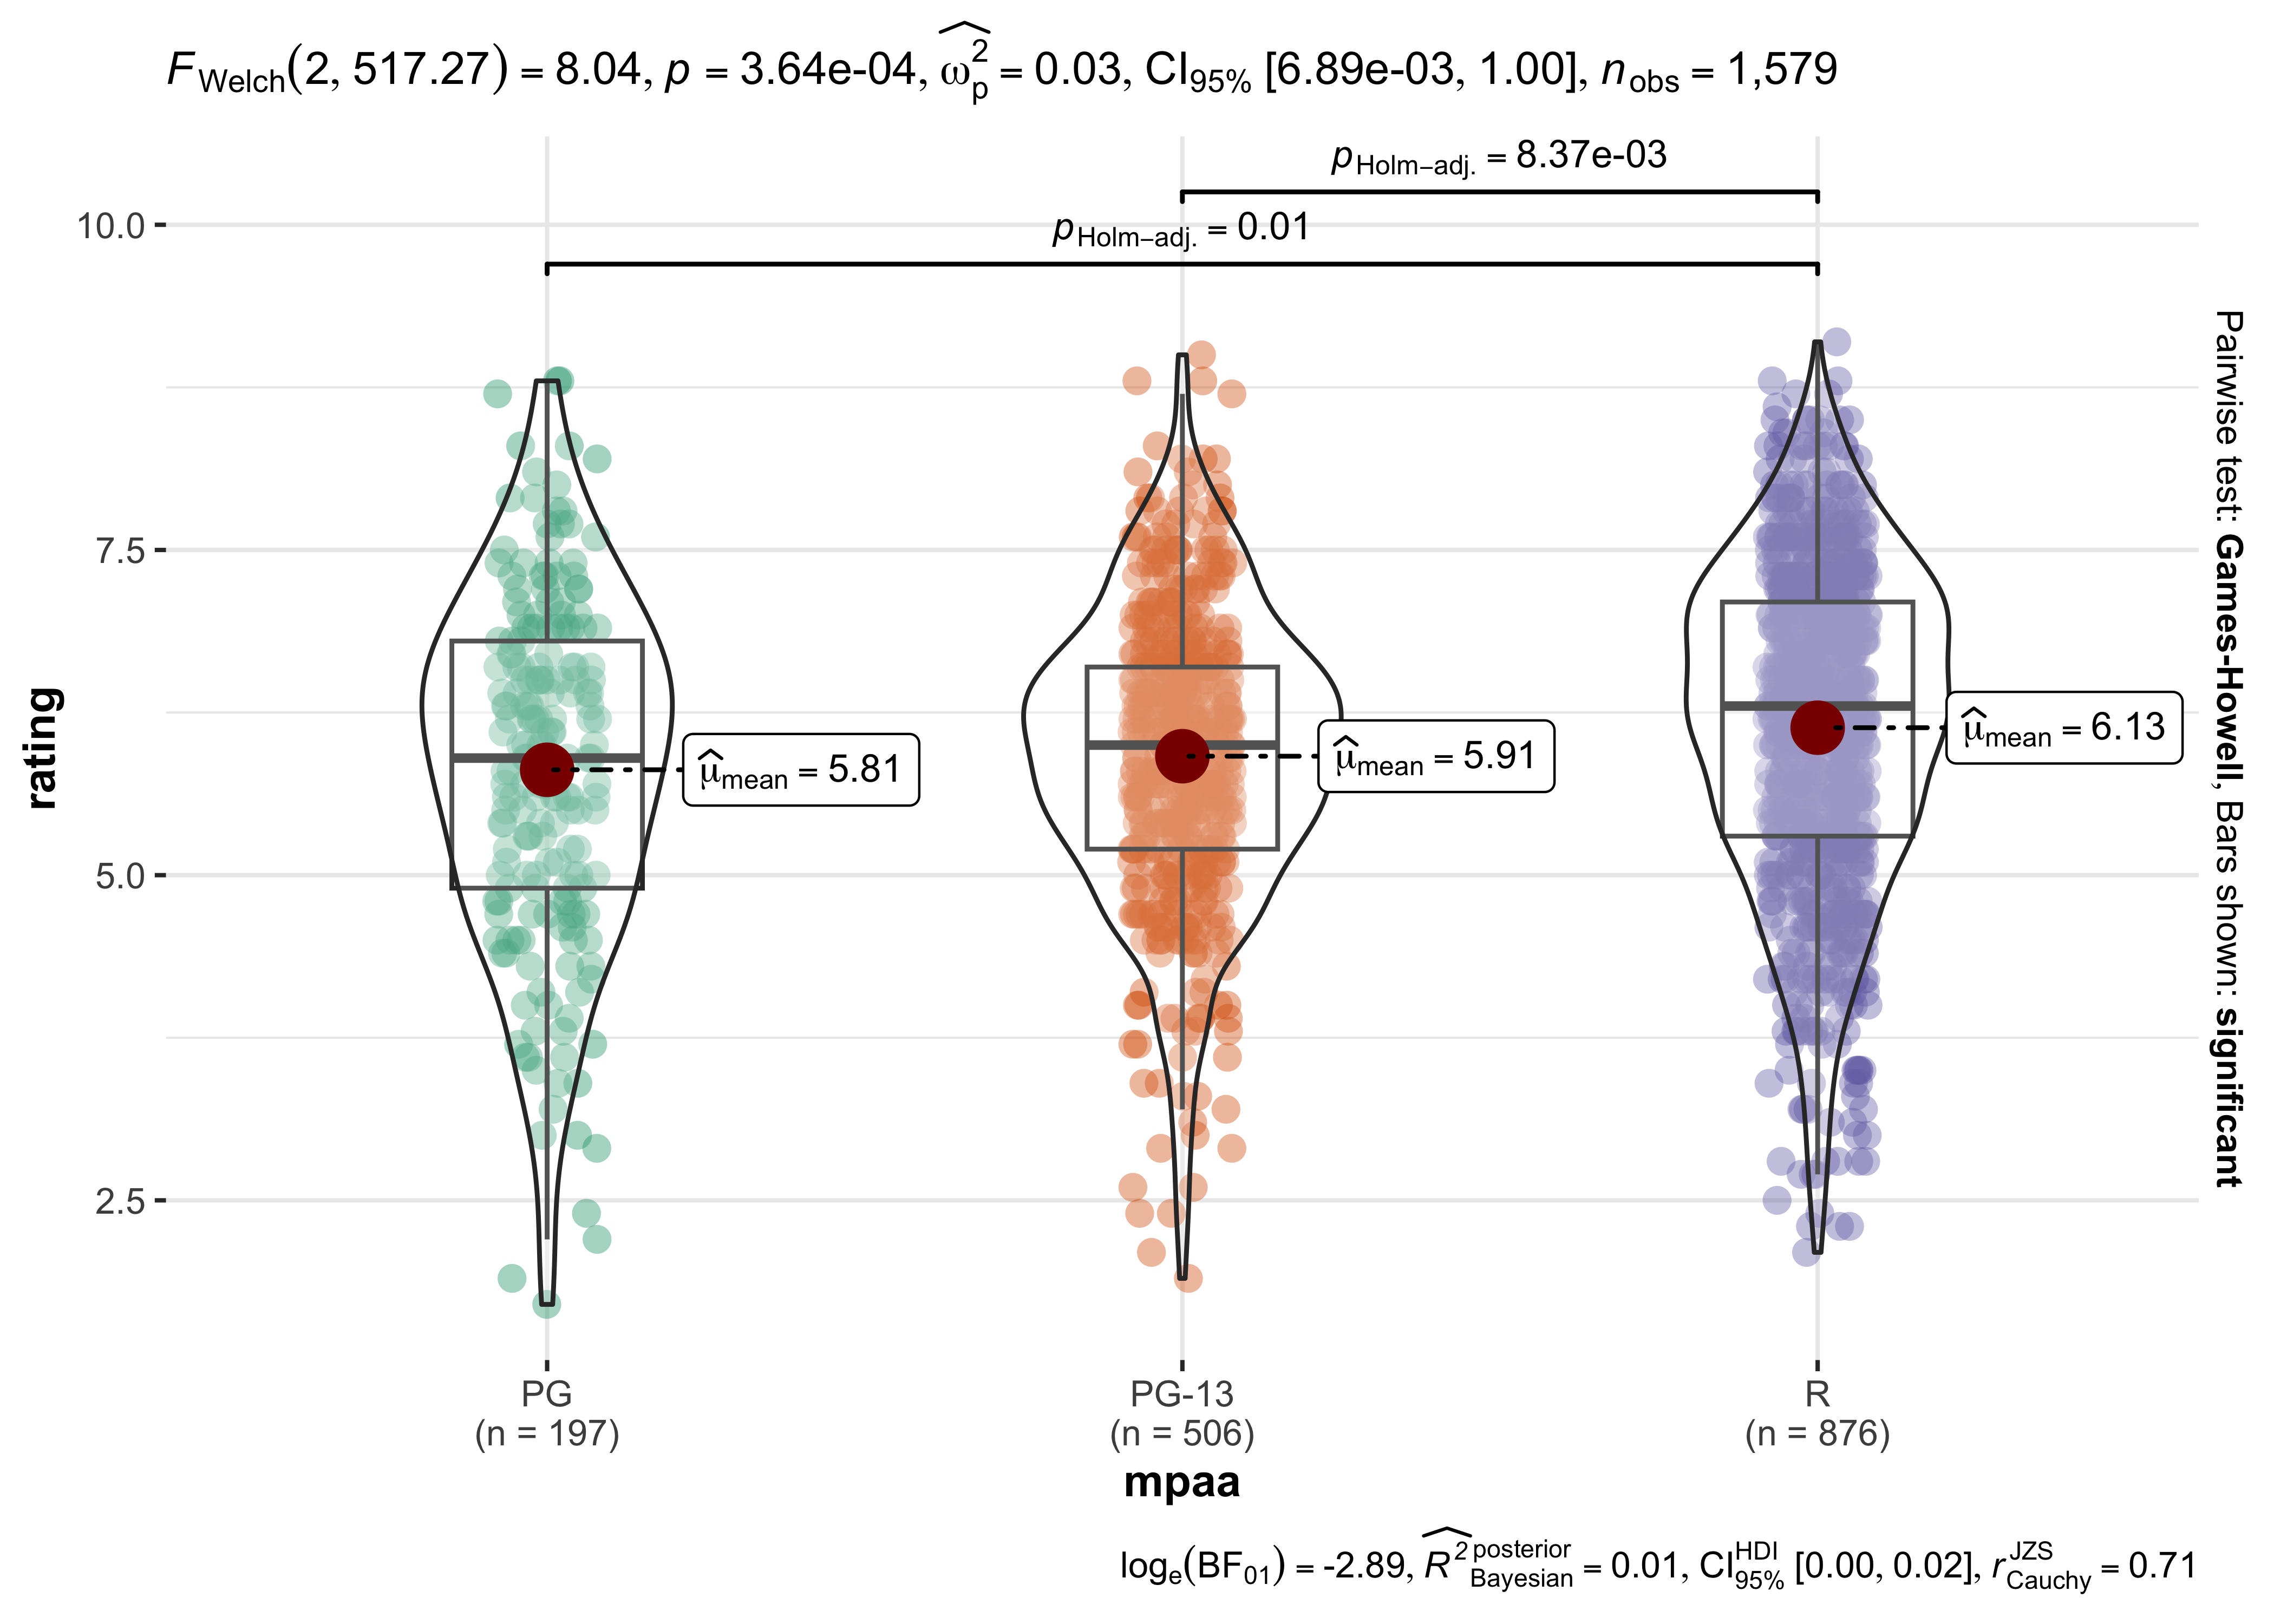 F_Welch(2, 517.27) = 8.04, p = 3.64e-04, ω̂²_p = 0.03, CI_95% [6.89e-03, 1.00], n_obs = 1,579
p_Holm−adj. = 8.37e-03
p_Holm−adj. = 0.01
10.0
7.5
5.0
2.5
rating
μ̂_mean = 5.81
μ̂_mean = 5.91
μ̂_mean = 6.13
Pairwise test: Games-Howell, Bars shown: significant
PG
(n = 197)
PG-13
(n = 506)
R
(n = 876)
mpaa
log_e(BF_01) = -2.89, R̂²^posterior_Bayesian = 0.01, CI^HDI_95% [0.00, 0.02], r^JZS_Cauchy = 0.71